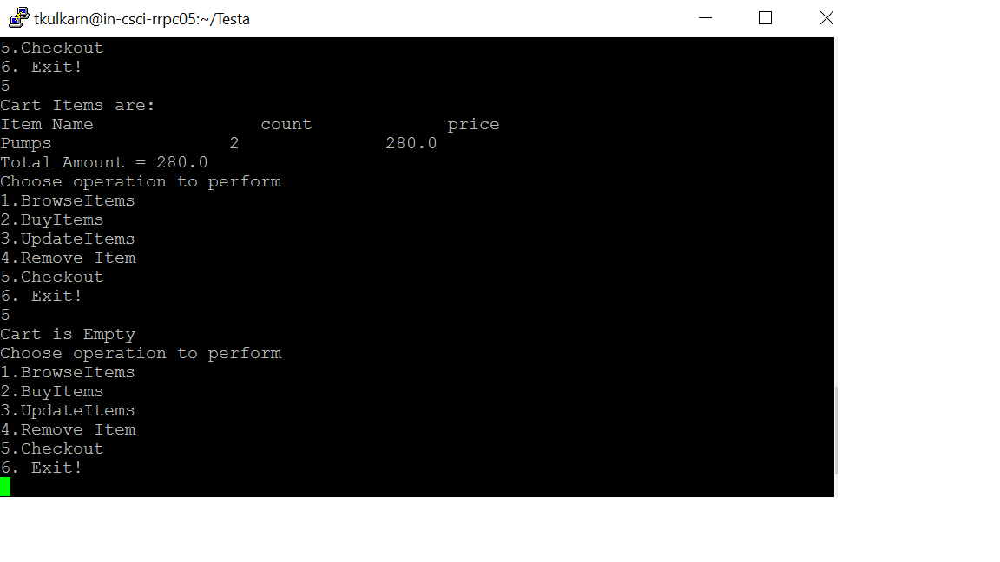 tkulkarn@in-csci-rrpc05:~/Testa
5.Checkout
6. Exit!
5
Cart Items are:
Item Name                count             price
Pumps                 2              280.0
Total Amount = 280.0
Choose operation to perform
1.BrowseItems
2.BuyItems
3.UpdateItems
4.Remove Item
5.Checkout
6. Exit!
5
Cart is Empty
Choose operation to perform
1.BrowseItems
2.BuyItems
3.UpdateItems
4.Remove Item
5.Checkout
6. Exit!